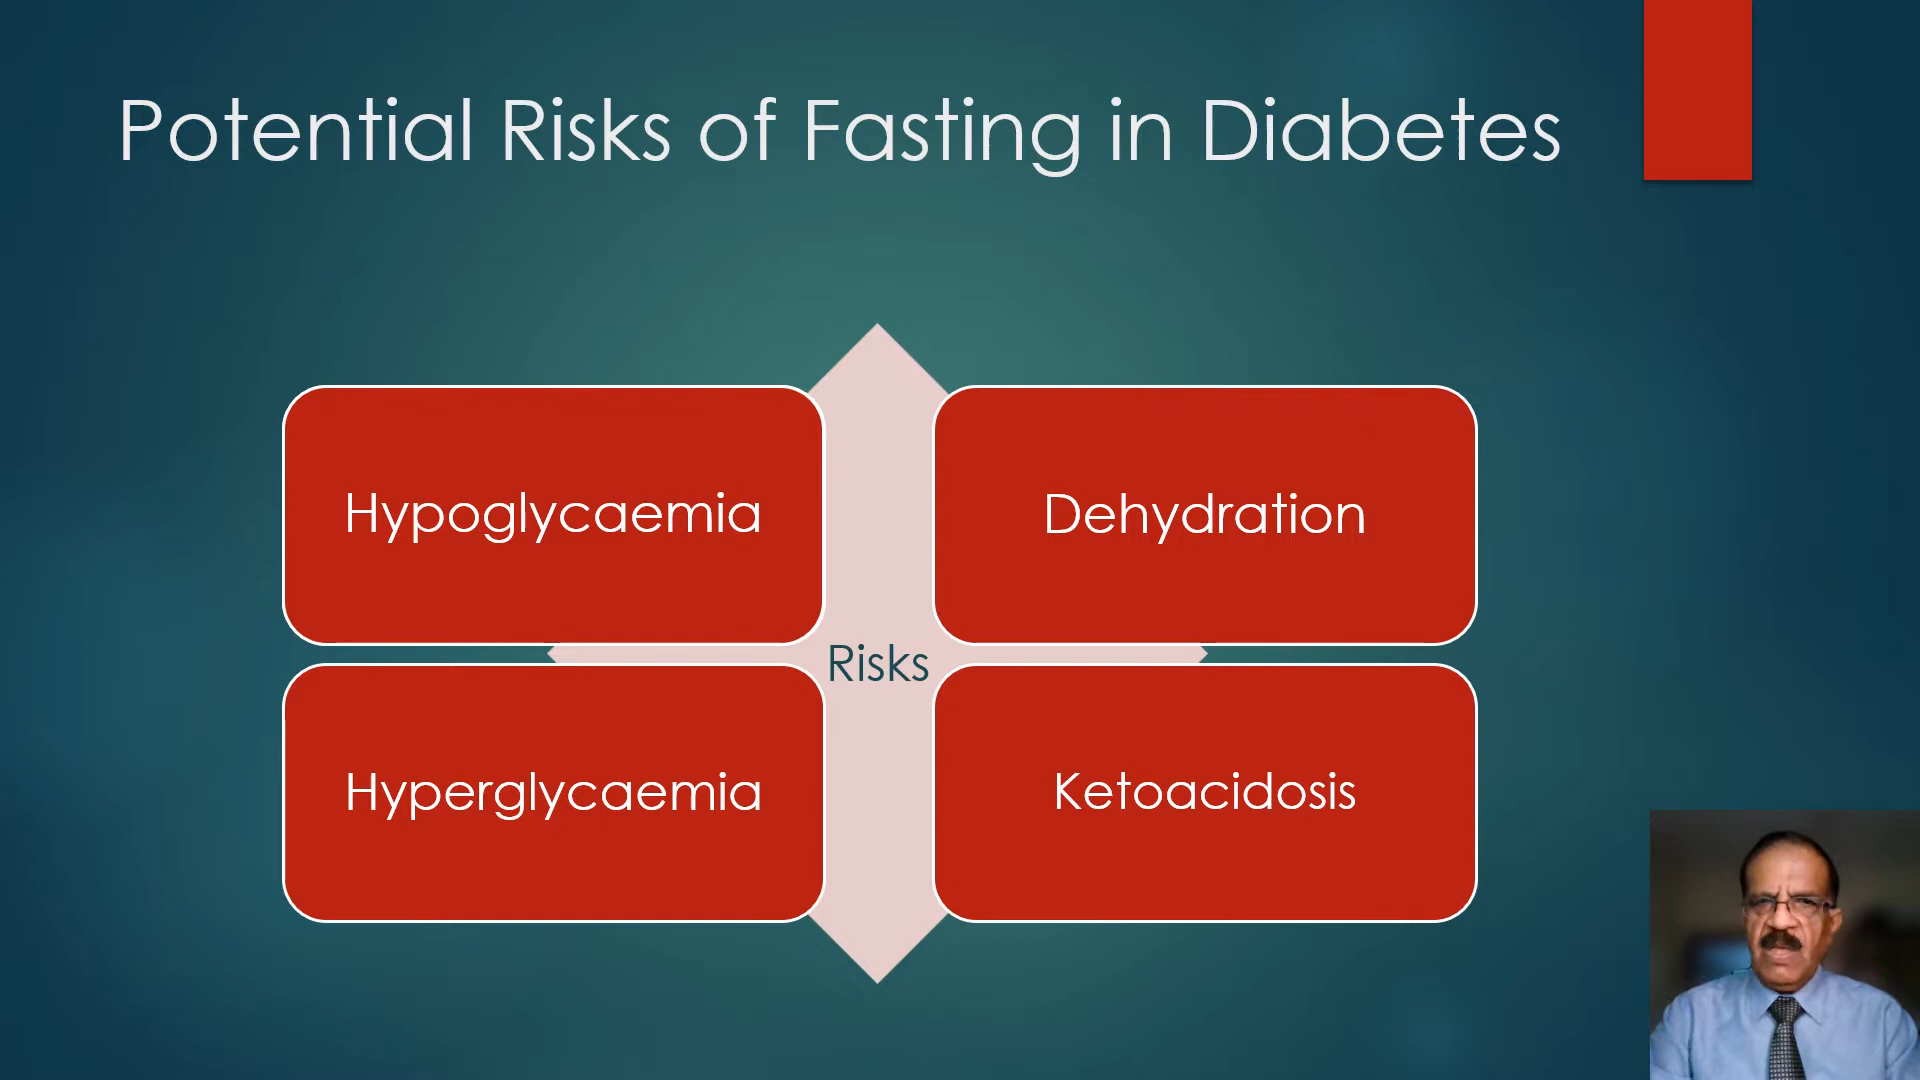 Potential Risks of Fasting in Diabetes
Hypoglycaemia
Dehydration
Risks
Hyperglycaemia
Ketoacidosis